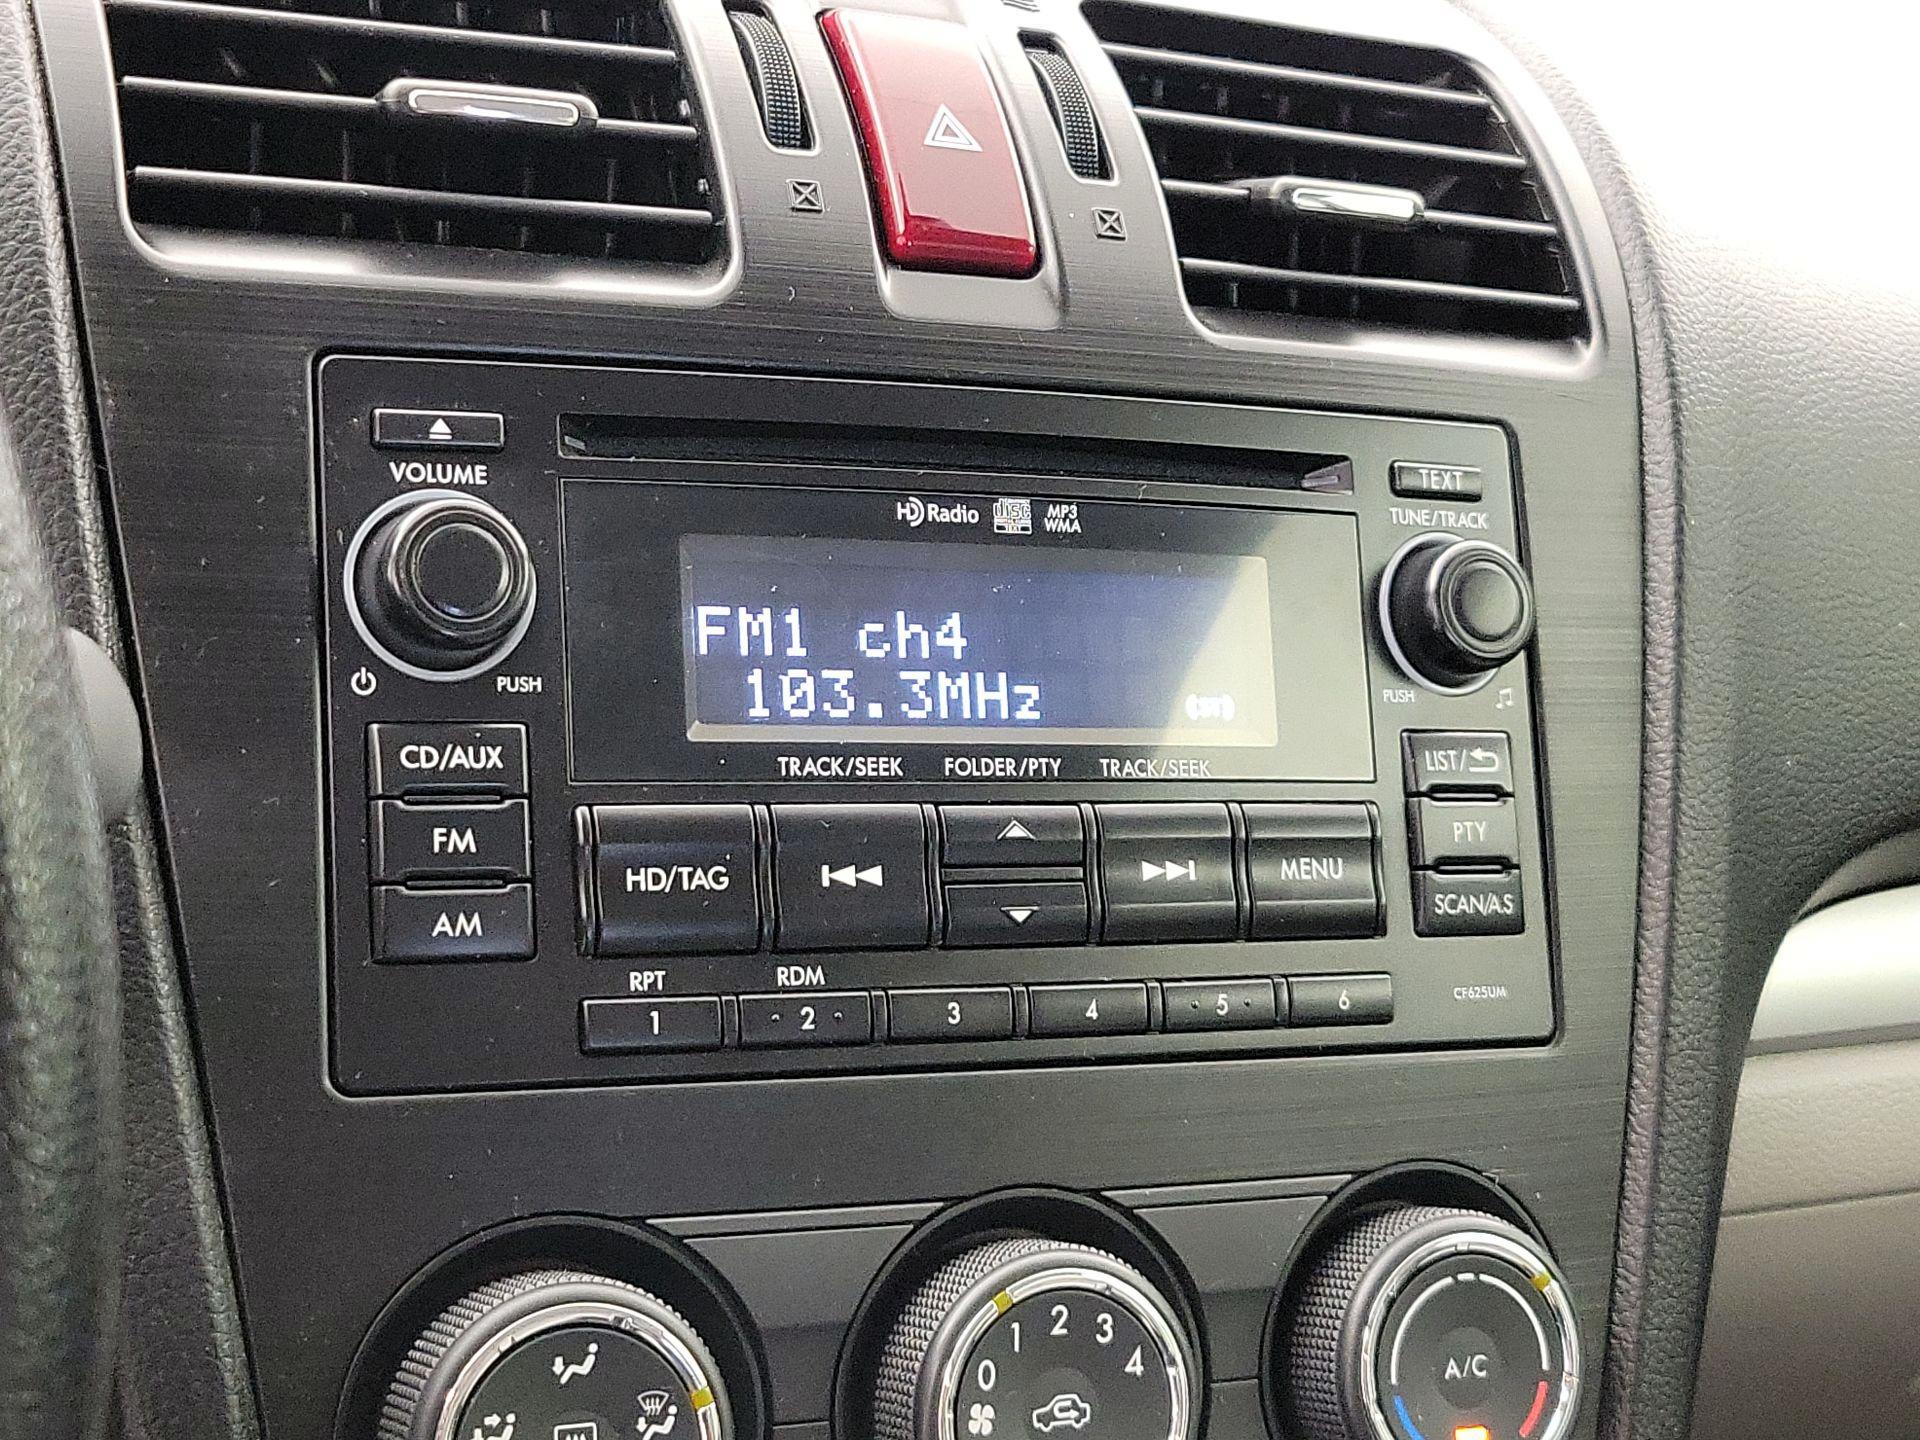 HD Radio
disc
MP3
WMA
TEXT
VOLUME
TUNE/TRACK
FM1 ch4
103.3MHz
PUSH
PUSH
TRACK/SEEK FOLDER/PTY TRACK/SEEK
CD/AUX
LIST/
FM
PTY
HD/TAG
MENU
AM
SCAN/A.S
RPT
RDM
CF625UM
1 2 3 4 5 6
0 1 2 3 4
A/C